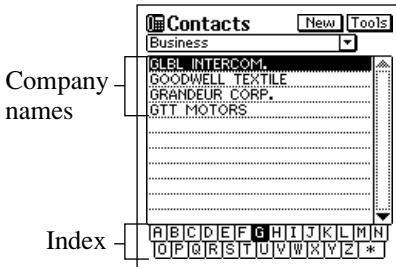 Contacts New Tools
Business
GLBL INTERCOM.
GOODWELL TEXTILE
GRANDEUR CORP.
GTT MOTORS
Company names
Index
A B C D E F G H I J K L M N
O P Q R S T U V W X Y Z *